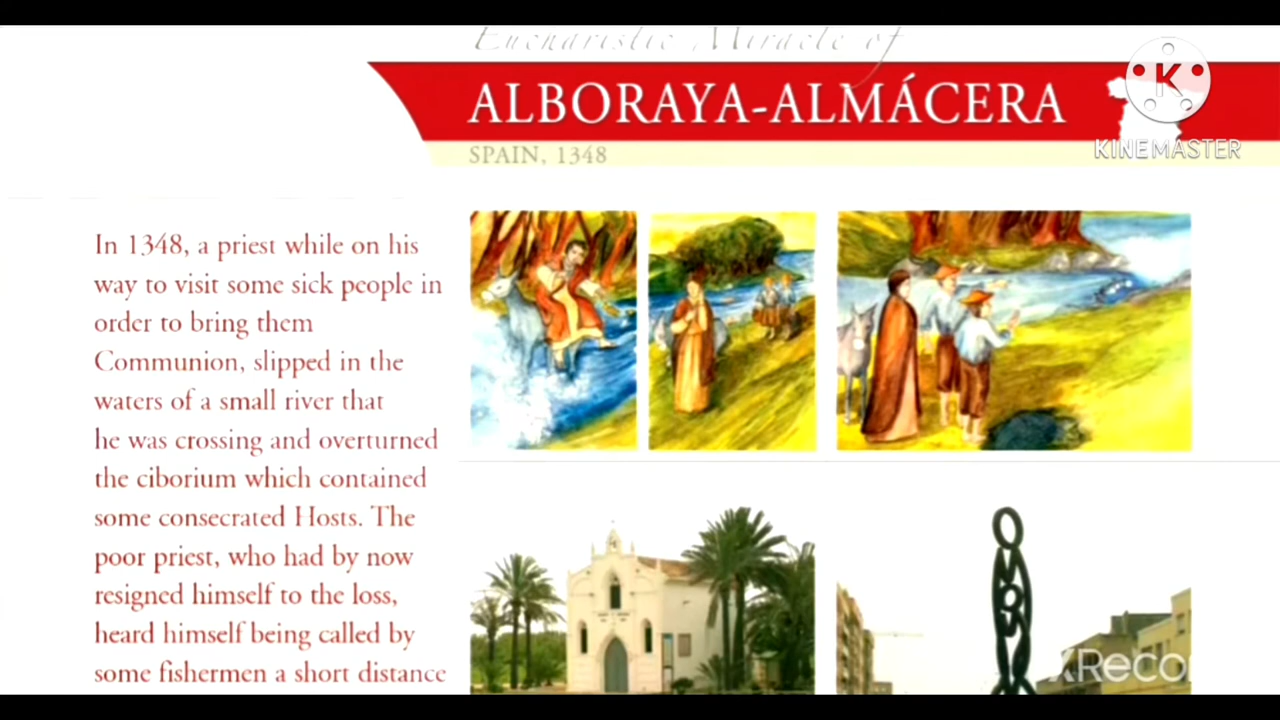 Eucharistic Miracle of
ALBORAYA-ALMÁCERA
SPAIN, 1348
K
KINEMASTER
In 1348, a priest while on his
way to visit some sick people in
order to bring them
Communion, slipped in the
waters of a small river that
he was crossing and overturned
the ciborium which contained
some consecrated Hosts. The
poor priest, who had by now
resigned himself to the loss,
heard himself being called by
some fishermen a short distance